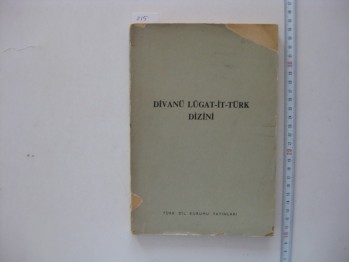 DİVANÜ LÜGAT-İT-TÜRK
DİZİNİ
TÜRK DİL KURUMU YAYINLARI